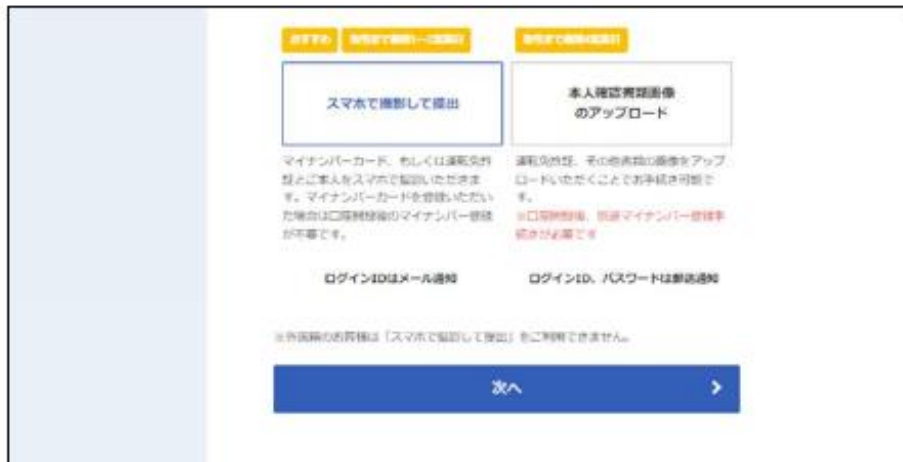 おすすめ
スマホで撮影して提出
本人確認書類画像
のアップロード
マイナンバーカード、もしくは運転免許
証とご本人をスマホで撮影いただきま
す。マイナンバーカードを登録いただい
た場合は口座開設後のマイナンバー登録
が不要です。
運転免許証、その他書類の画像をアップ
ロードいただくことでお手続き可能で
す。
※口座開設後、別途マイナンバー登録手
続きが必要です
ログインIDはメール通知
ログインID、パスワードは郵送通知
※外国籍のお客様は「スマホで撮影して提出」をご利用できません。
次へ